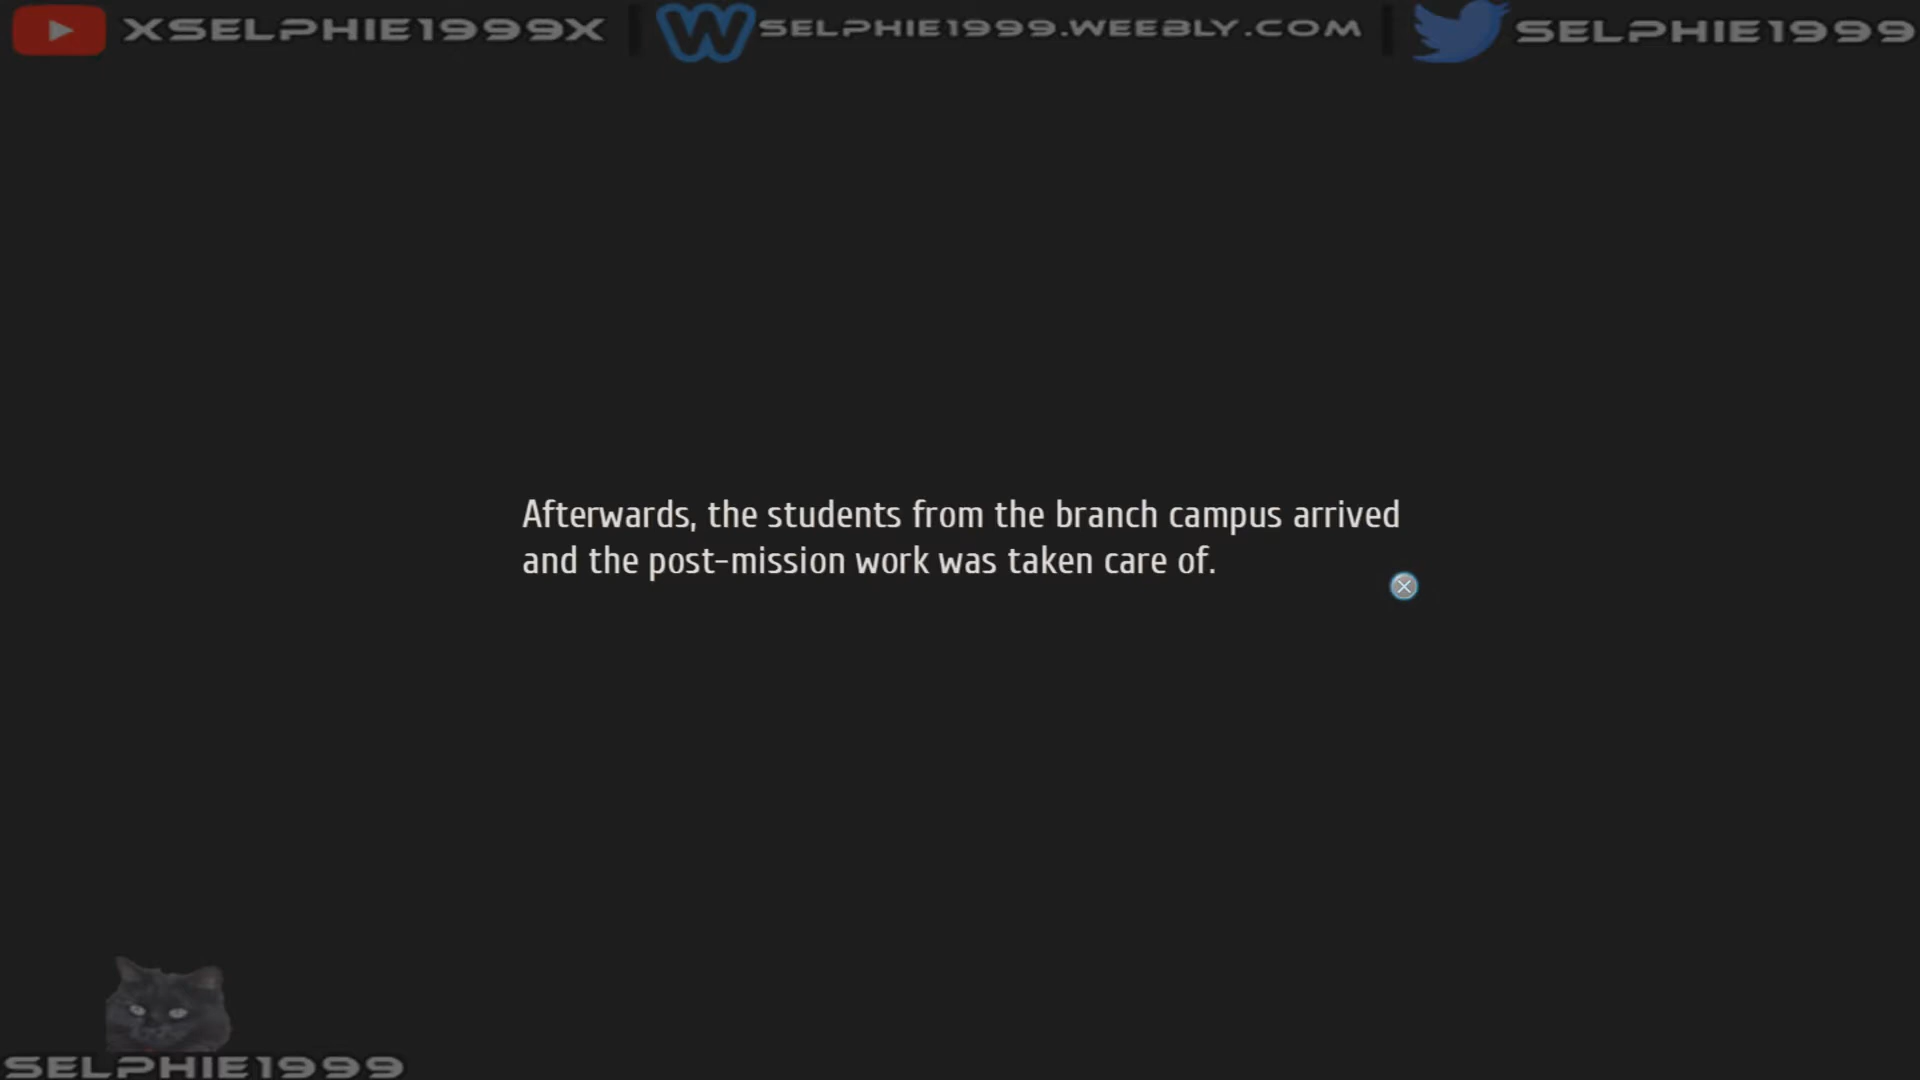 XSELPHIE1999X | SELPHIE1999.WEEBLY.COM | SELPHIE1999
Afterwards, the students from the branch campus arrived
and the post-mission work was taken care of.
SELPHIE1999